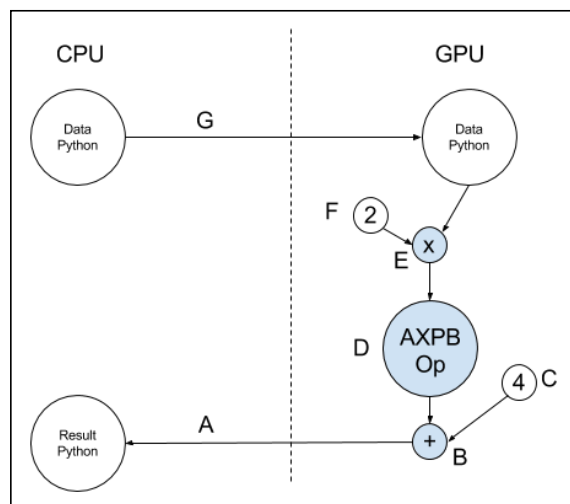 CPU
GPU
Data
Python
G
Data
Python
F
2
x
E
D
AXPB
Op
4
C
A
+
B
Result
Python